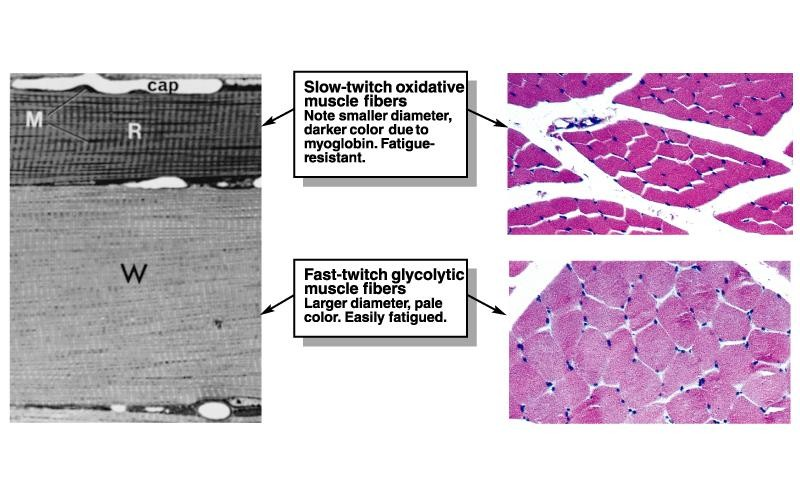 cap
M
R
W
Slow-twitch oxidative
muscle fibers
Note smaller diameter,
darker color due to
myoglobin. Fatigue-
resistant.
Fast-twitch glycolytic
muscle fibers
Larger diameter, pale
color. Easily fatigued.